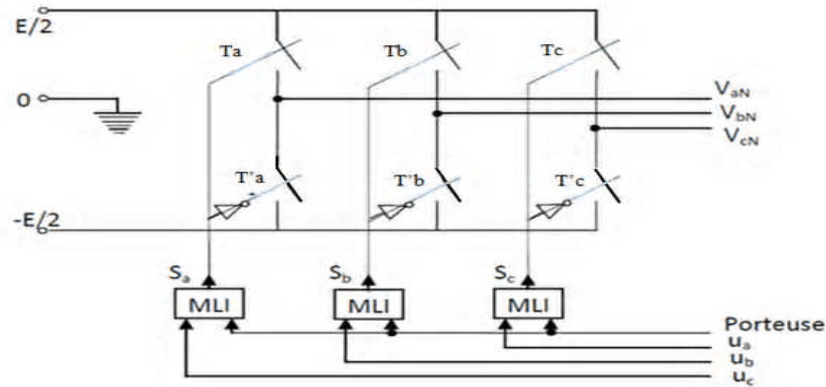 E/2
Ta Tb Tc
0
VaN
VbN
VcN
T'a T'b T'c
-E/2
Sa Sb Sc
MLI MLI MLI
Porteuse
ua
ub
uc